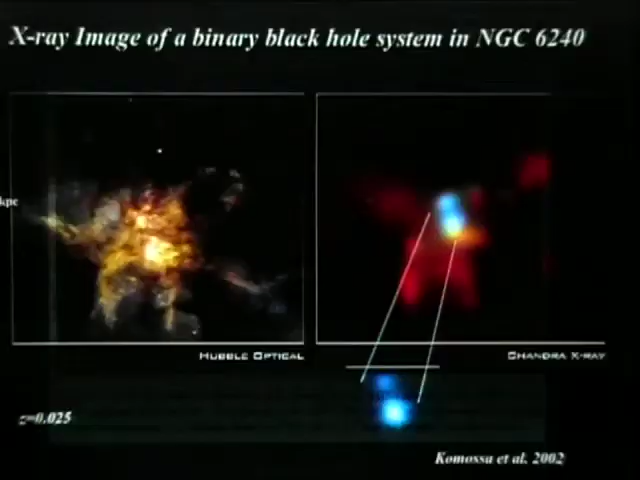 X-ray Image of a binary black hole system in NGC 6240
kpc
HUBBLE OPTICAL
CHANDRA X-RAY
z=0.025
Komossa et al. 2002